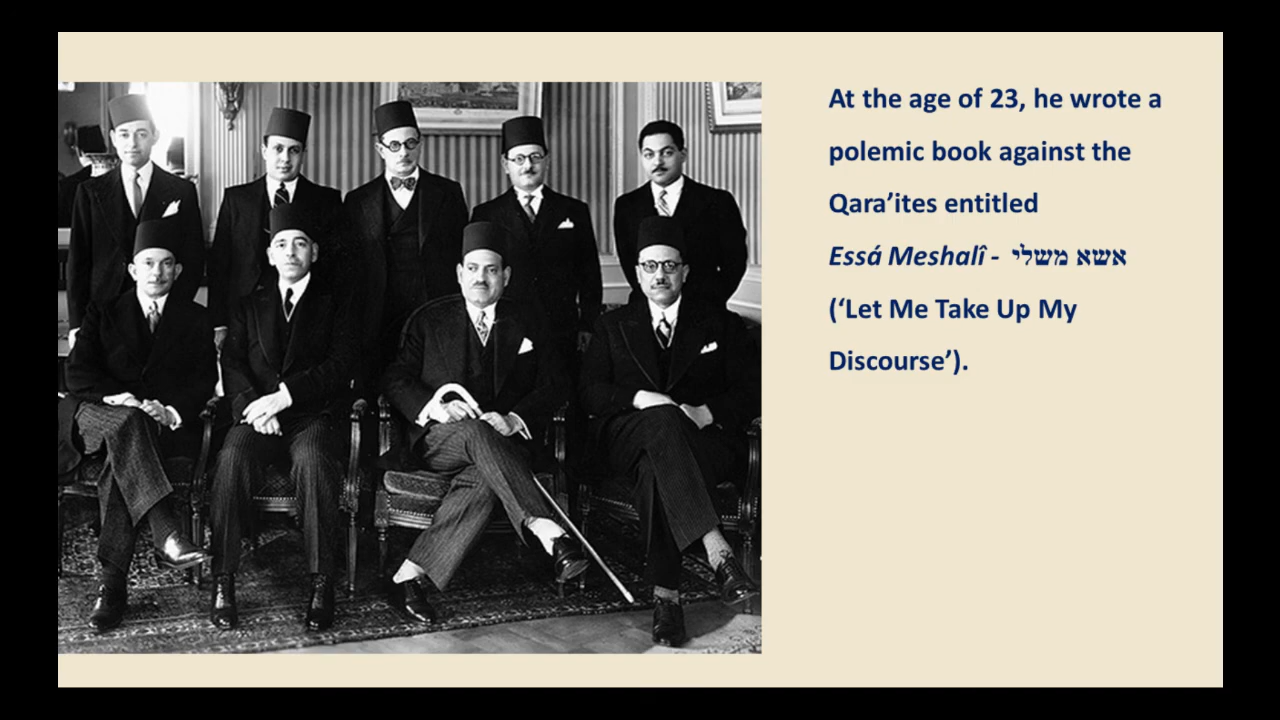 At the age of 23, he wrote a
polemic book against the
Qara’ites entitled
Essá Meshalî - אשא משלי
(‘Let Me Take Up My
Discourse’).